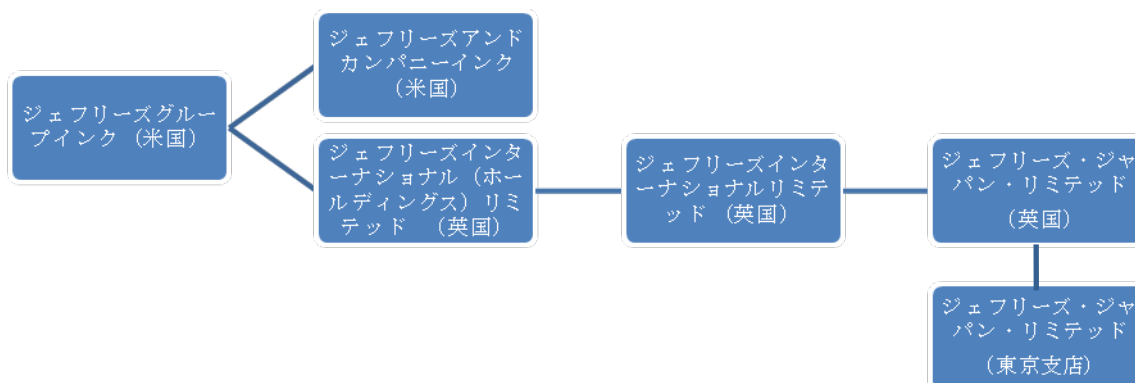 ジェフリーズグルー
プインク（米国）
ジェフリーズアンド
カンパニーインク
（米国）
ジェフリーズインタ
ーナショナル（ホー
ルディングス）リミ
テッド　（英国）
ジェフリーズインタ
ーナショナルリミテ
ッド（英国）
ジェフリーズ・ジャ
パン・リミテッド
（英国）
ジェフリーズ・ジャ
パン・リミテッド
（東京支店）